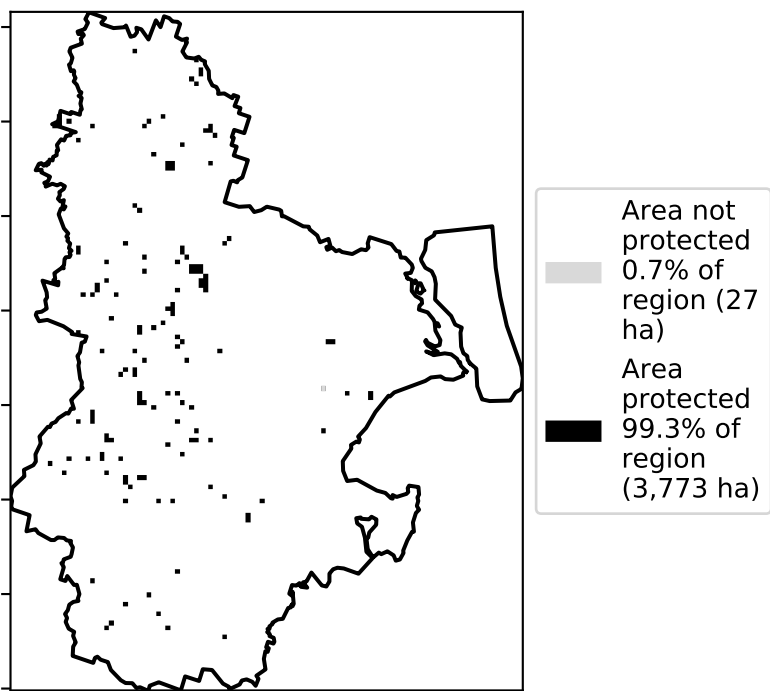 Area not
protected
0.7% of
region (27
ha)
Area
protected
99.3% of
region
(3,773 ha)